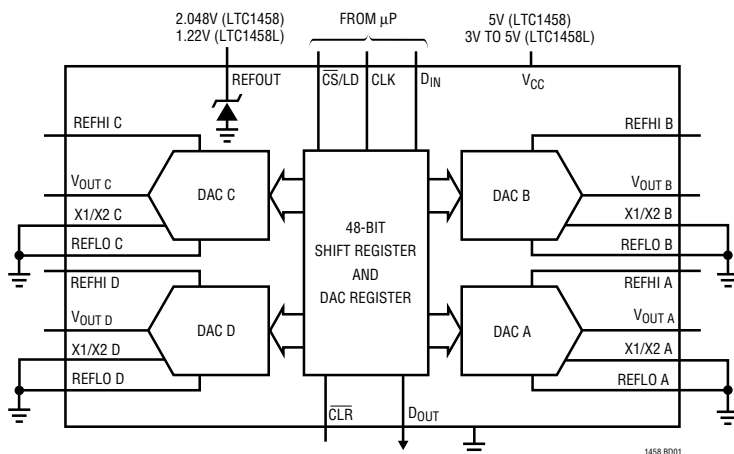 2.048V (LTC1458)
1.22V (LTC1458L)
FROM µP
5V (LTC1458)
3V TO 5V (LTC1458L)
REFOUT
CS/LD
CLK
DIN
VCC
REFHI C
REFHI B
VOUT C
DAC C
DAC B
VOUT B
X1/X2 C
X1/X2 B
REFLO C
REFLO B
48-BIT
SHIFT REGISTER
AND
DAC REGISTER
REFHI D
REFHI A
VOUT D
DAC D
DAC A
VOUT A
X1/X2 D
X1/X2 A
REFLO D
REFLO A
CLR
DOUT
1458 BD01